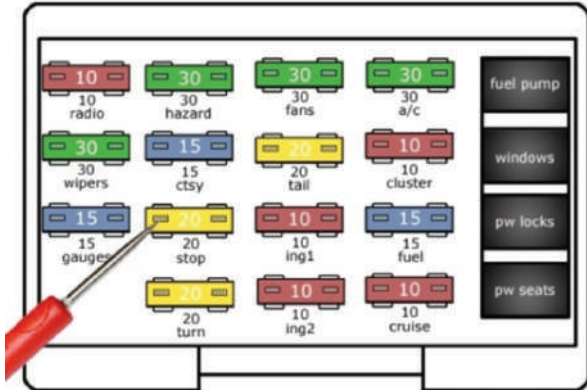 10 30 30 30
10 30 30 30
radio hazard fans a/c
fuel pump
30 15 20 10
30 15 20 10
wipers ctsy tail cluster
windows
15 20 10 15
15 20 10 15
gauges stop ing1 fuel
pw locks
20 10 10
20 10 10
turn ing2 cruise
pw seats